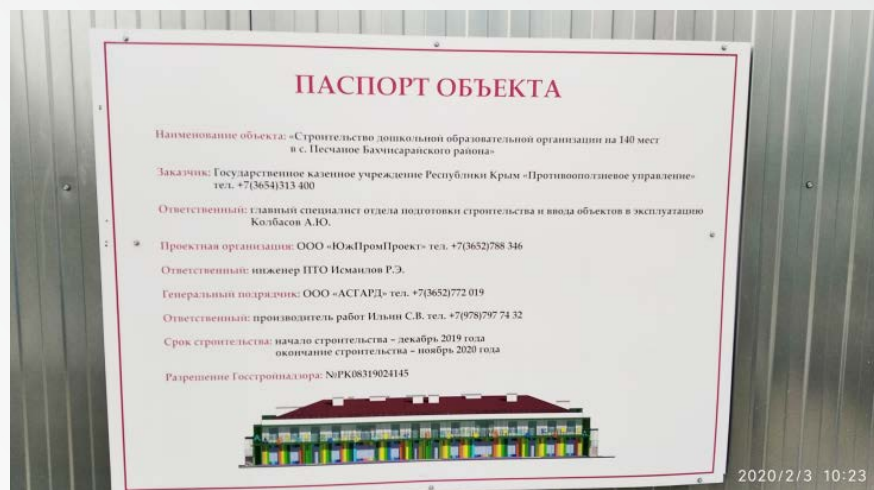 ПАСПОРТ ОБЪЕКТА
Наименование объекта: «Строительство дошкольной образовательной организации на 140 мест
в с. Песчаное Бахчисарайского района»
Заказчик: Государственное казенное учреждение Республики Крым «Противооползневое управление»
тел. +7(3654)313 400
Ответственный: главный специалист отдела подготовки строительства и ввода объектов в эксплуатацию
Колбасов А.Ю.
Проектная организация: ООО «ЮжПромПроект» тел. +7(3652)788 346
Ответственный: инженер ПТО Исмаилов Р.Э.
Генеральный подрядчик: ООО «АСГАРД» тел. +7(3652)772 019
Ответственный: производитель работ Ильин С.В. тел. +7(978)797 74 32
Срок строительства: начало строительства – декабрь 2019 года
окончание строительства – ноябрь 2020 года
Разрешение Госстройнадзора: №РК08319024145
2020/2/3 10:23